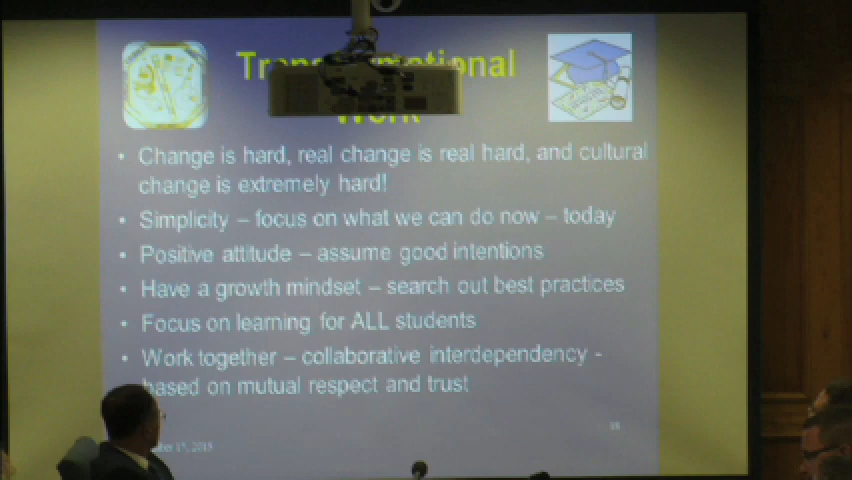 Work
• Change is hard, real change is real hard, and cultural
change is extremely hard!
• Simplicity – focus on what we can do now – today
• Positive attitude – assume good intentions
• Have a growth mindset – search out best practices
• Focus on learning for ALL students
• Work together – collaborative interdependency -
based on mutual respect and trust